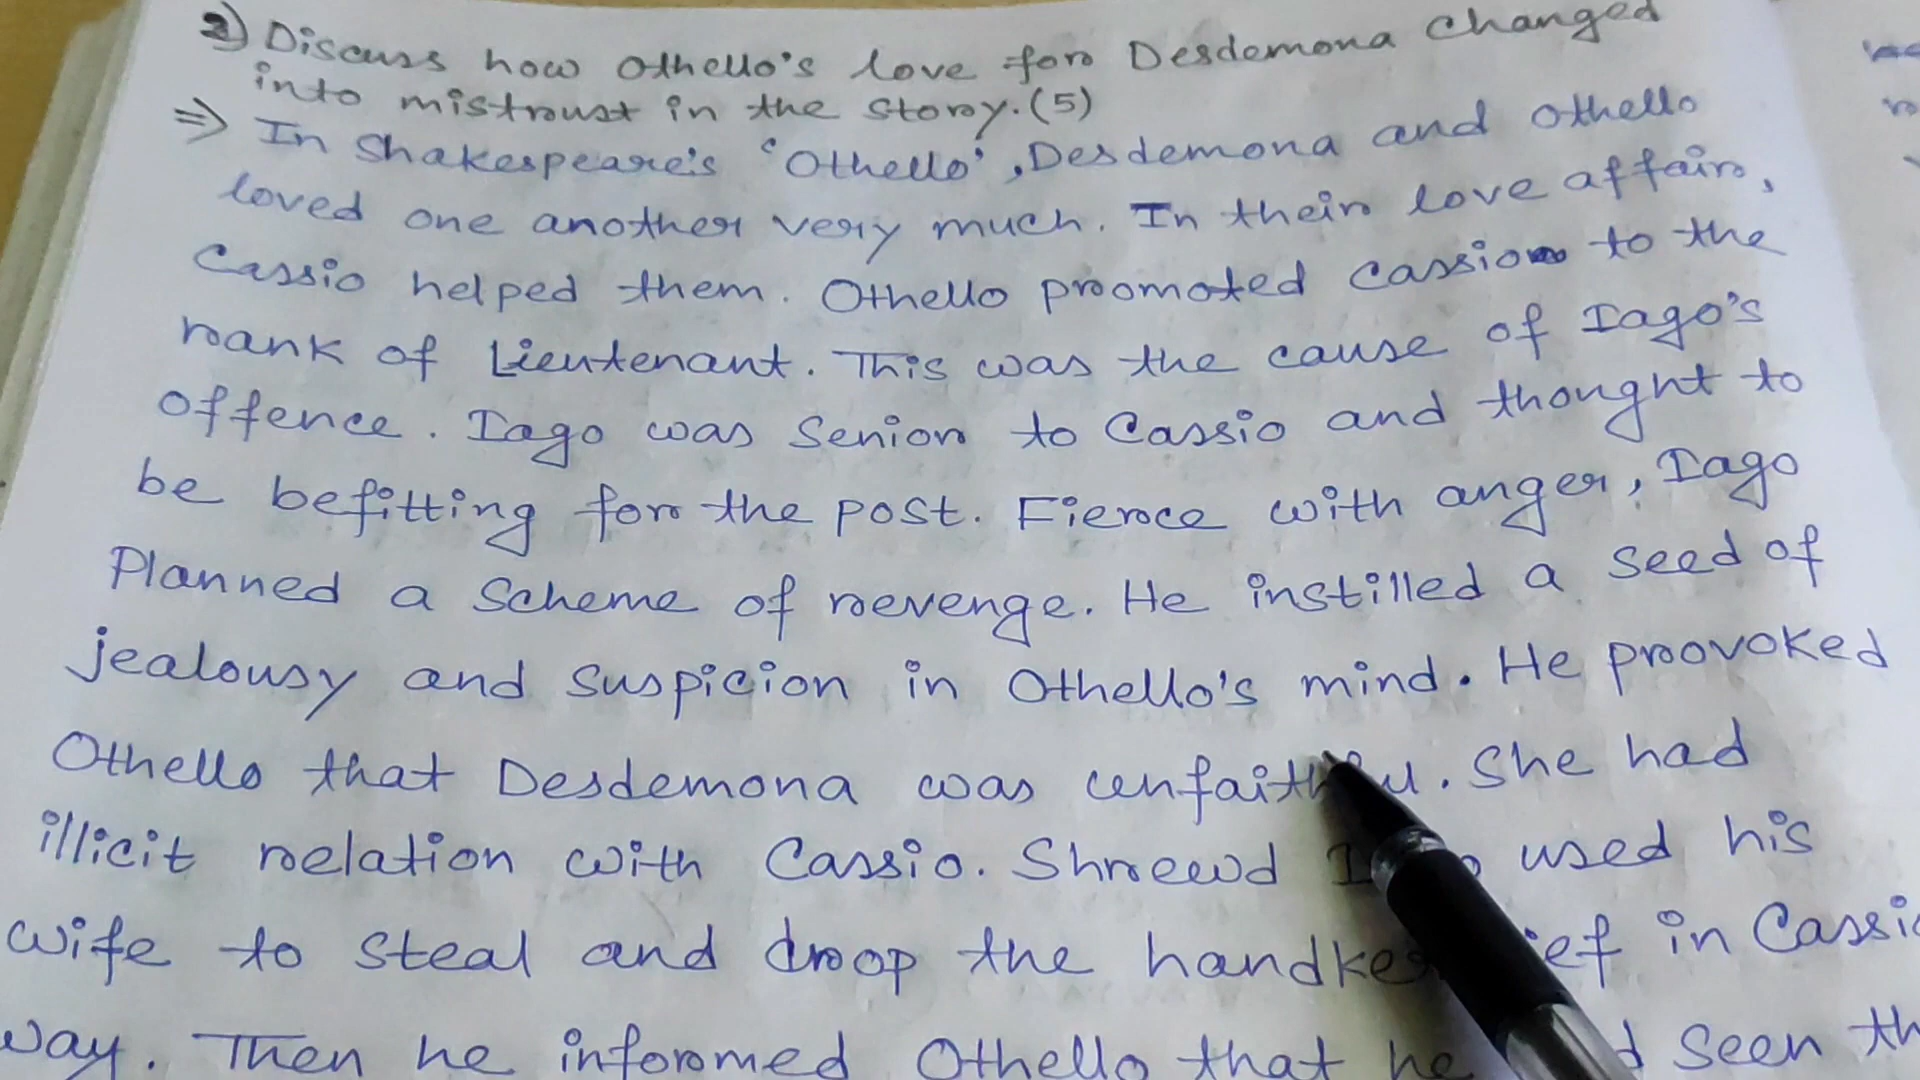 2) Discuss how Othello's love for Desdemona changed
into mistrust in the story. (5)
⇒ In Shakespeare's 'Othello', Desdemona and Othello
loved one another very much. In their love affair,
Cassio helped them. Othello promoted Cassio to the
rank of Lieutenant. This was the cause of Iago's
offence. Iago was senior to Cassio and thought to
be befitting for the post. Fierce with anger, Iago
Planned a scheme of revenge. He instilled a seed of
jealousy and suspicion in Othello's mind. He provoked
Othello that Desdemona was unfaithful. She had
illicit relation with Cassio. Shrewd used his
wife to steal and drop the in
way. Then he informed Othello that he seen